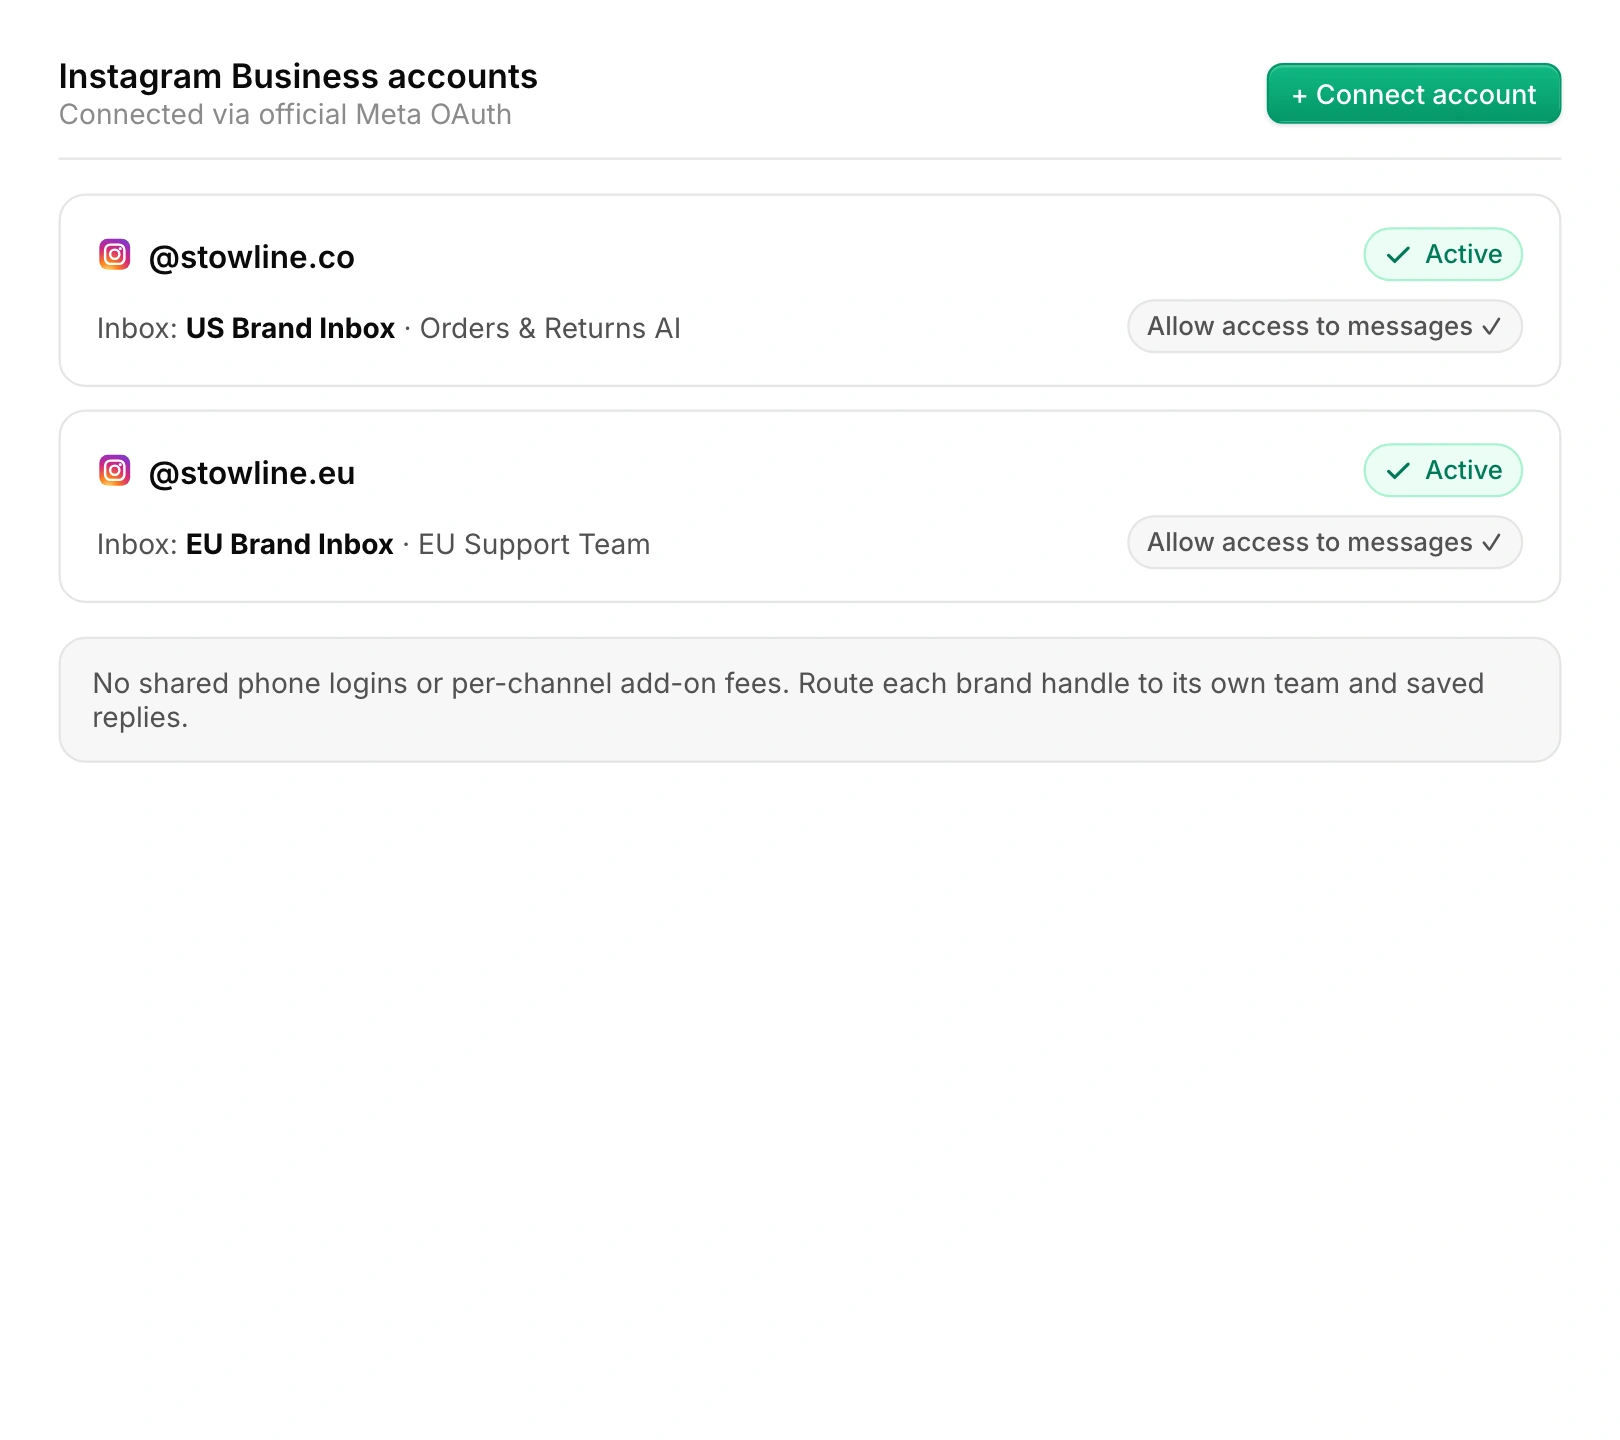 Instagram Business accounts
Connected via official Meta OAuth
+ Connect account
@stowline.co
✓ Active
Inbox: US Brand Inbox · Orders & Returns AI
Allow access to messages ✓
@stowline.eu
✓ Active
Inbox: EU Brand Inbox · EU Support Team
Allow access to messages ✓
No shared phone logins or per-channel add-on fees. Route each brand handle to its own team and saved
replies.